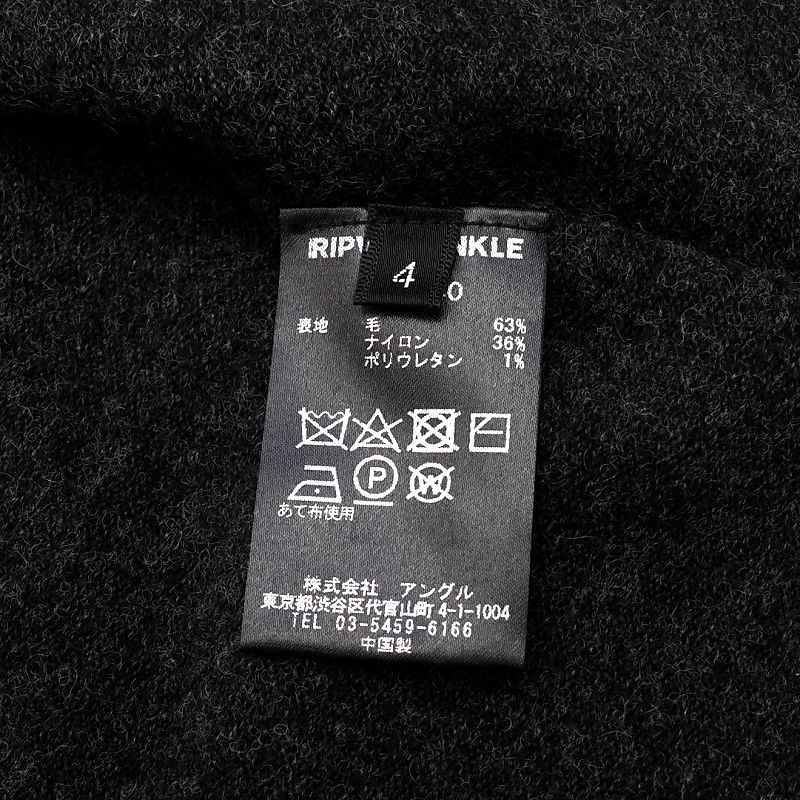 RIPV NKLE
4
0
表地 毛 63%
ナイロン 36%
ポリウレタン 1%
P W
あて布使用
株式会社 アングル
東京都渋谷区代官山町4-1-1004
TEL 03-5459-6166
中国製